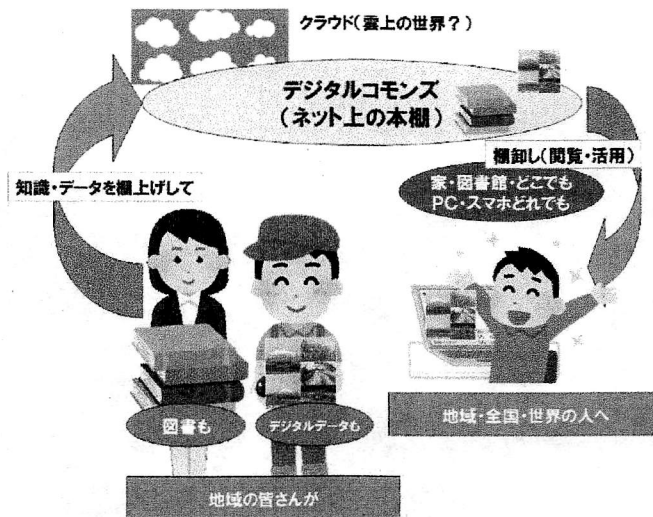 クラウド(雲上の世界?)
デジタルコモンズ
(ネット上の本棚)
棚卸し(閲覧・活用)
家・図書館・どこでも
PC・スマホどれでも
知識・データを棚上げして
図書も
デジタルデータも
地域・全国・世界の人へ
地域の皆さんが